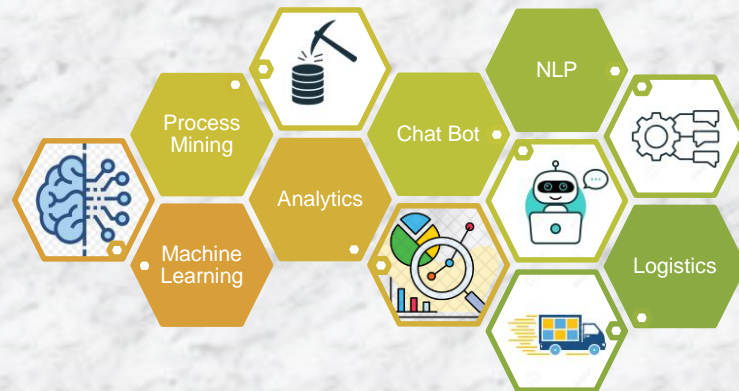 NLP
Process
Mining
Chat Bot
Analytics
Machine
Learning
Logistics